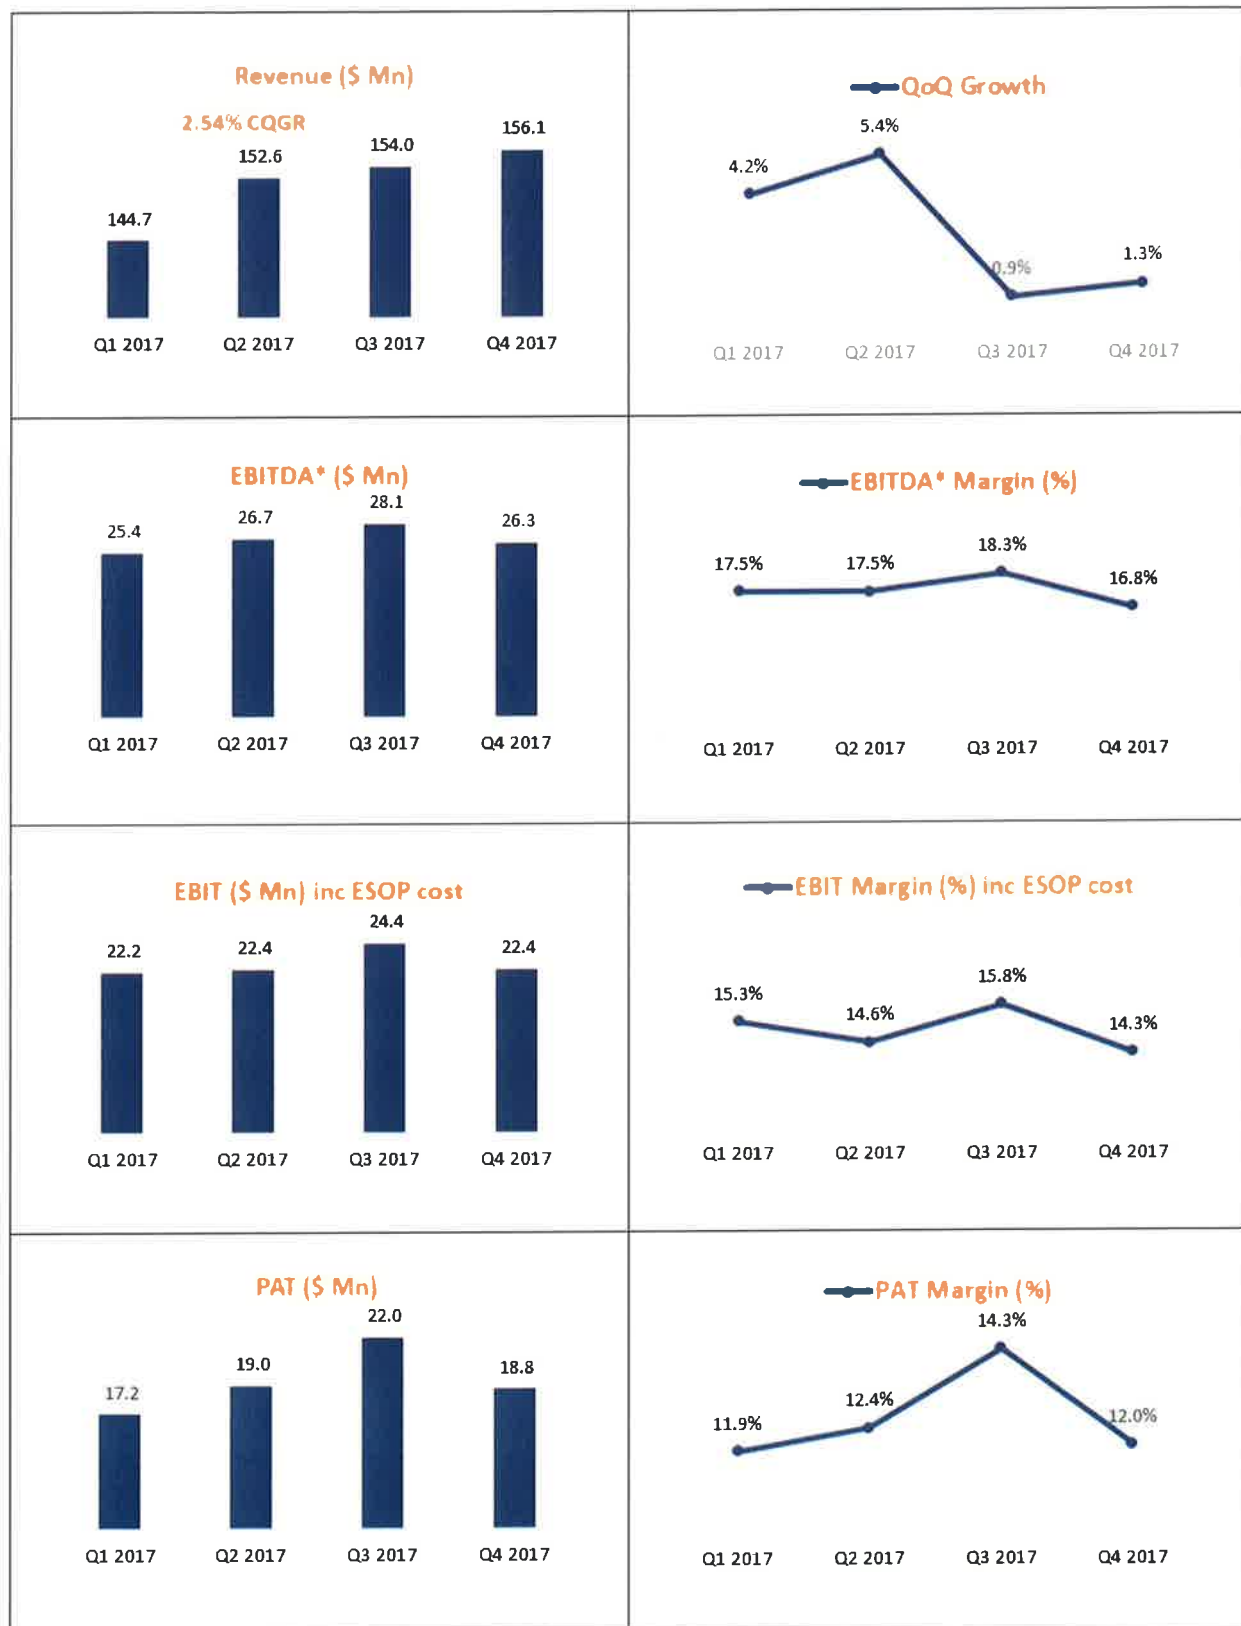 Revenue ($ Mn)
2.54% CQGR
144.7
152.6
154.0
156.1
Q1 2017 Q2 2017 Q3 2017 Q4 2017
QoQ Growth
4.2%
5.4%
0.9%
1.3%
Q1 2017 Q2 2017 Q3 2017 Q4 2017
EBITDA* ($ Mn)
25.4
26.7
28.1
26.3
Q1 2017 Q2 2017 Q3 2017 Q4 2017
EBITDA* Margin (%)
17.5%
17.5%
18.3%
16.8%
Q1 2017 Q2 2017 Q3 2017 Q4 2017
EBIT ($ Mn) inc ESOP cost
22.2
22.4
24.4
22.4
Q1 2017 Q2 2017 Q3 2017 Q4 2017
EBIT Margin (%) inc ESOP cost
15.3%
14.6%
15.8%
14.3%
Q1 2017 Q2 2017 Q3 2017 Q4 2017
PAT ($ Mn)
17.2
19.0
22.0
18.8
Q1 2017 Q2 2017 Q3 2017 Q4 2017
PAT Margin (%)
11.9%
12.4%
14.3%
12.0%
Q1 2017 Q2 2017 Q3 2017 Q4 2017